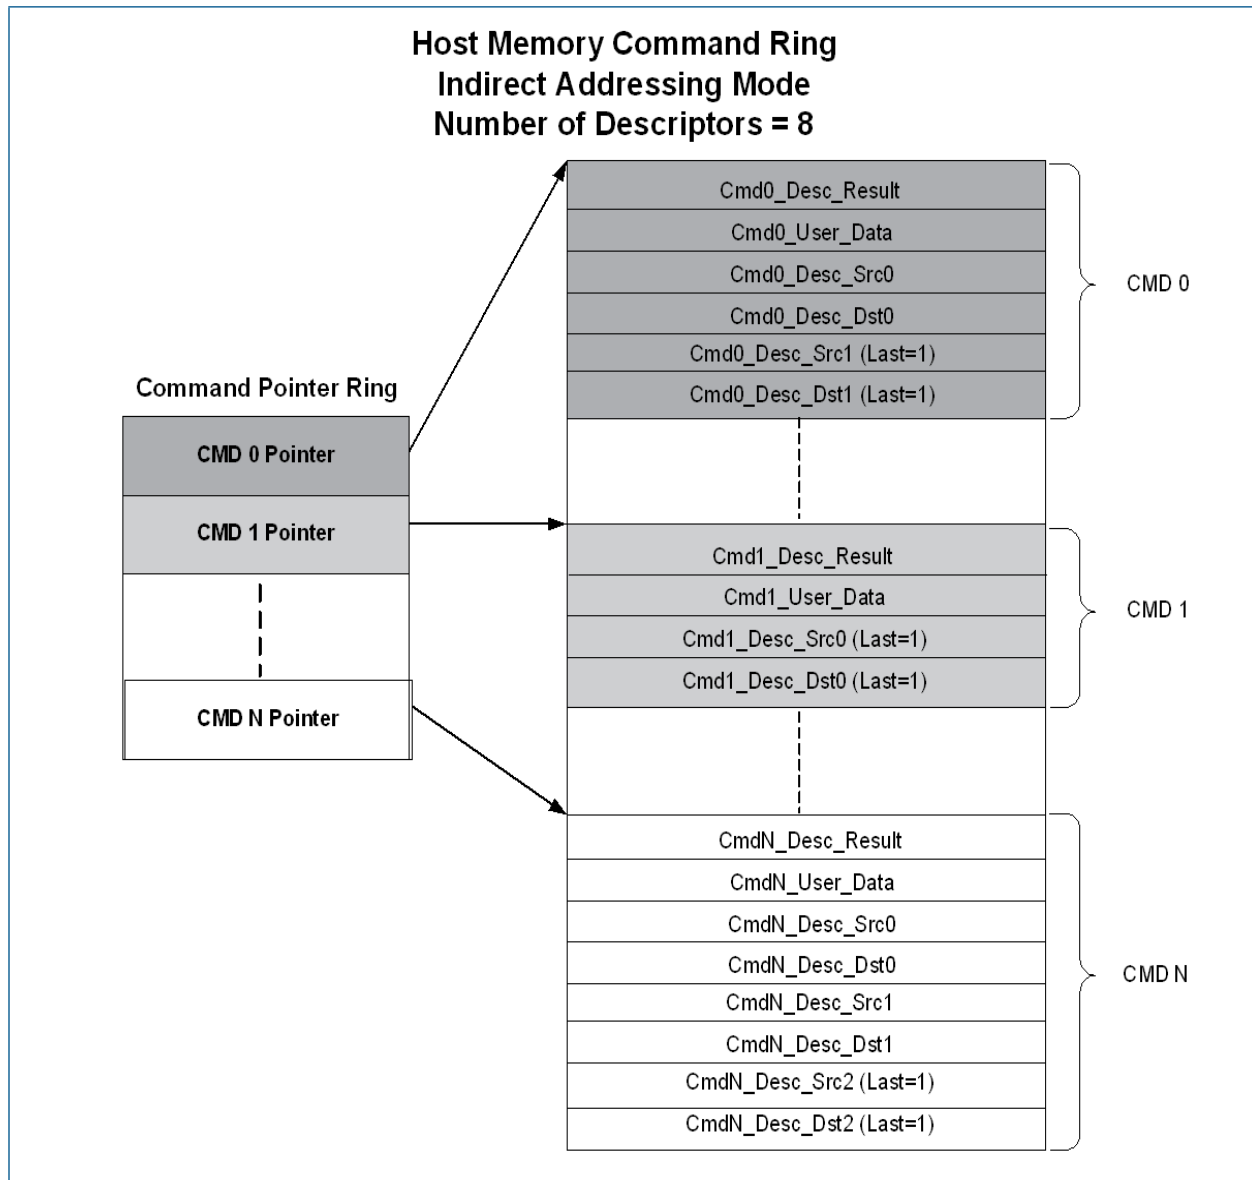 Host Memory Command Ring
Indirect Addressing Mode
Number of Descriptors = 8
Command Pointer Ring
CMD 0 Pointer
CMD 1 Pointer
CMD N Pointer
Cmd0_Desc_Result
Cmd0_User_Data
Cmd0_Desc_Src0
Cmd0_Desc_Dst0
Cmd0_Desc_Src1 (Last=1)
Cmd0_Desc_Dst1 (Last=1)
CMD 0
Cmd1_Desc_Result
Cmd1_User_Data
Cmd1_Desc_Src0 (Last=1)
Cmd1_Desc_Dst0 (Last=1)
CMD 1
CmdN_Desc_Result
CmdN_User_Data
CmdN_Desc_Src0
CmdN_Desc_Dst0
CmdN_Desc_Src1
CmdN_Desc_Dst1
CmdN_Desc_Src2 (Last=1)
CmdN_Desc_Dst2 (Last=1)
CMD N